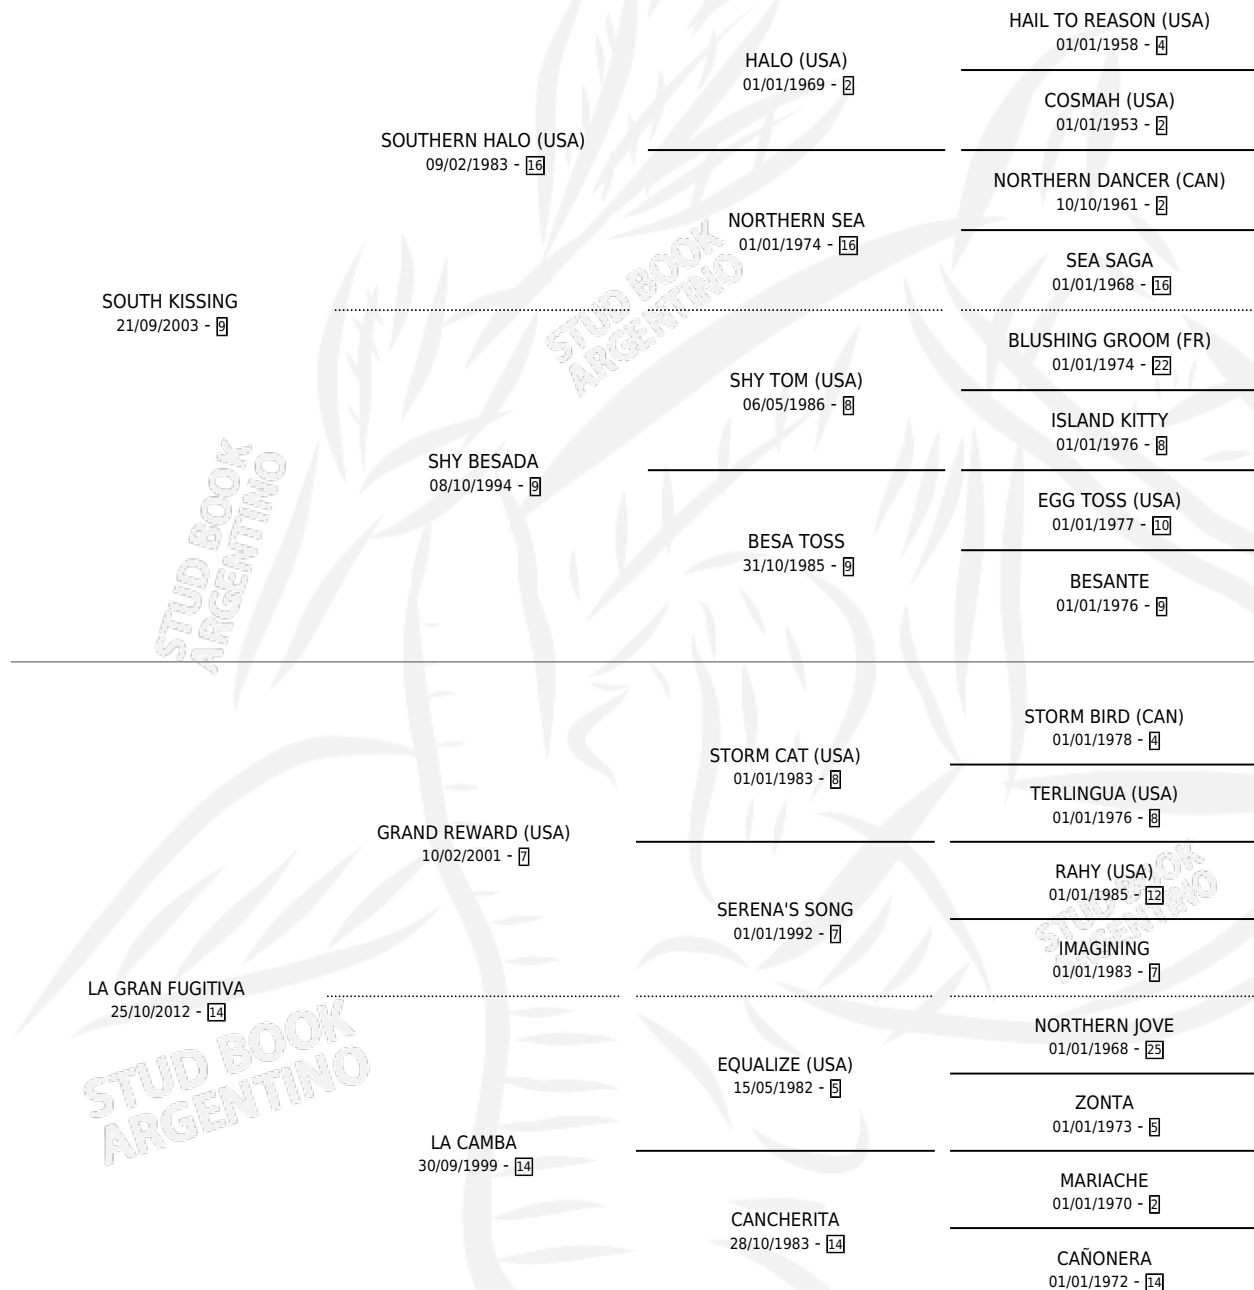 SOUTH KISSING
21/09/2003 - 9
SOUTHERN HALO (USA)
09/02/1983 - 16
SHY BESADA
08/10/1994 - 9
HALO (USA)
01/01/1969 - 2
NORTHERN SEA
01/01/1974 - 16
SHY TOM (USA)
06/05/1986 - 8
BESA TOSS
31/10/1985 - 9
HAIL TO REASON (USA)
01/01/1958 - 4
COSMAH (USA)
01/01/1953 - 2
NORTHERN DANCER (CAN)
10/10/1961 - 2
SEA SAGA
01/01/1968 - 16
BLUSHING GROOM (FR)
01/01/1974 - 22
ISLAND KITTY
01/01/1976 - 8
EGG TOSS (USA)
01/01/1977 - 10
BESANTE
01/01/1976 - 9
LA GRAN FUGITIVA
25/10/2012 - 14
GRAND REWARD (USA)
10/02/2001 - 7
LA CAMBA
30/09/1999 - 14
STORM CAT (USA)
01/01/1983 - 8
SERENA'S SONG
01/01/1992 - 7
EQUALIZE (USA)
15/05/1982 - 5
CANCHERITA
28/10/1983 - 14
STORM BIRD (CAN)
01/01/1978 - 4
TERLINGUA (USA)
01/01/1976 - 8
RAHY (USA)
01/01/1985 - 12
IMAGINING
01/01/1983 - 7
NORTHERN JOVE
01/01/1968 - 25
ZONTA
01/01/1973 - 5
MARIACHE
01/01/1970 - 2
CAÑONERA
01/01/1972 - 14
STUD BOOK
ARGENTINO
STUD BOOK
ARGENTINO
STUD BOOK
ARGENTINO
STUD BOOK
ARGENTINO